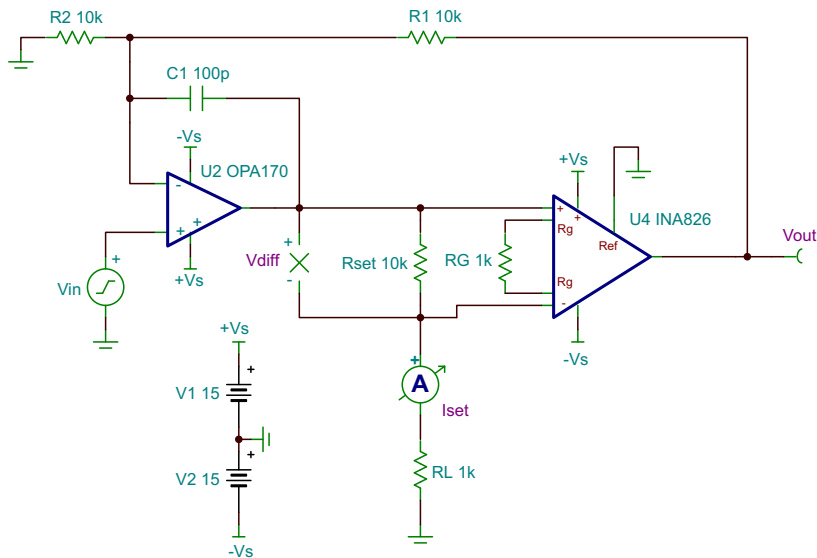 R2 10k
R1 10k
C1 100p
-Vs
U2 OPA170
-
+
+
+Vs
+
Vin
+
Vdiff
-
Rset 10k
RG 1k
+Vs
+
+
Rg
Rg
-
Ref
U4 INA826
-Vs
Vout
+Vs
+
V1 15
+
V2 15
-Vs
+
A
Iset
RL 1k